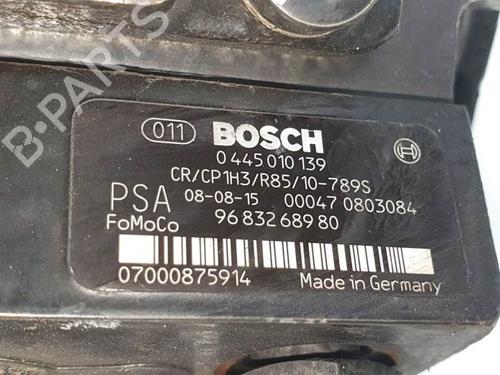 B-PARTS
011 BOSCH
0 445 010 139
CR/CP1H3/R85/10-789S
PSA 08-08-15 00047 0803084
FoMoCo 96 832 689 80
07000875914 Made in Germany